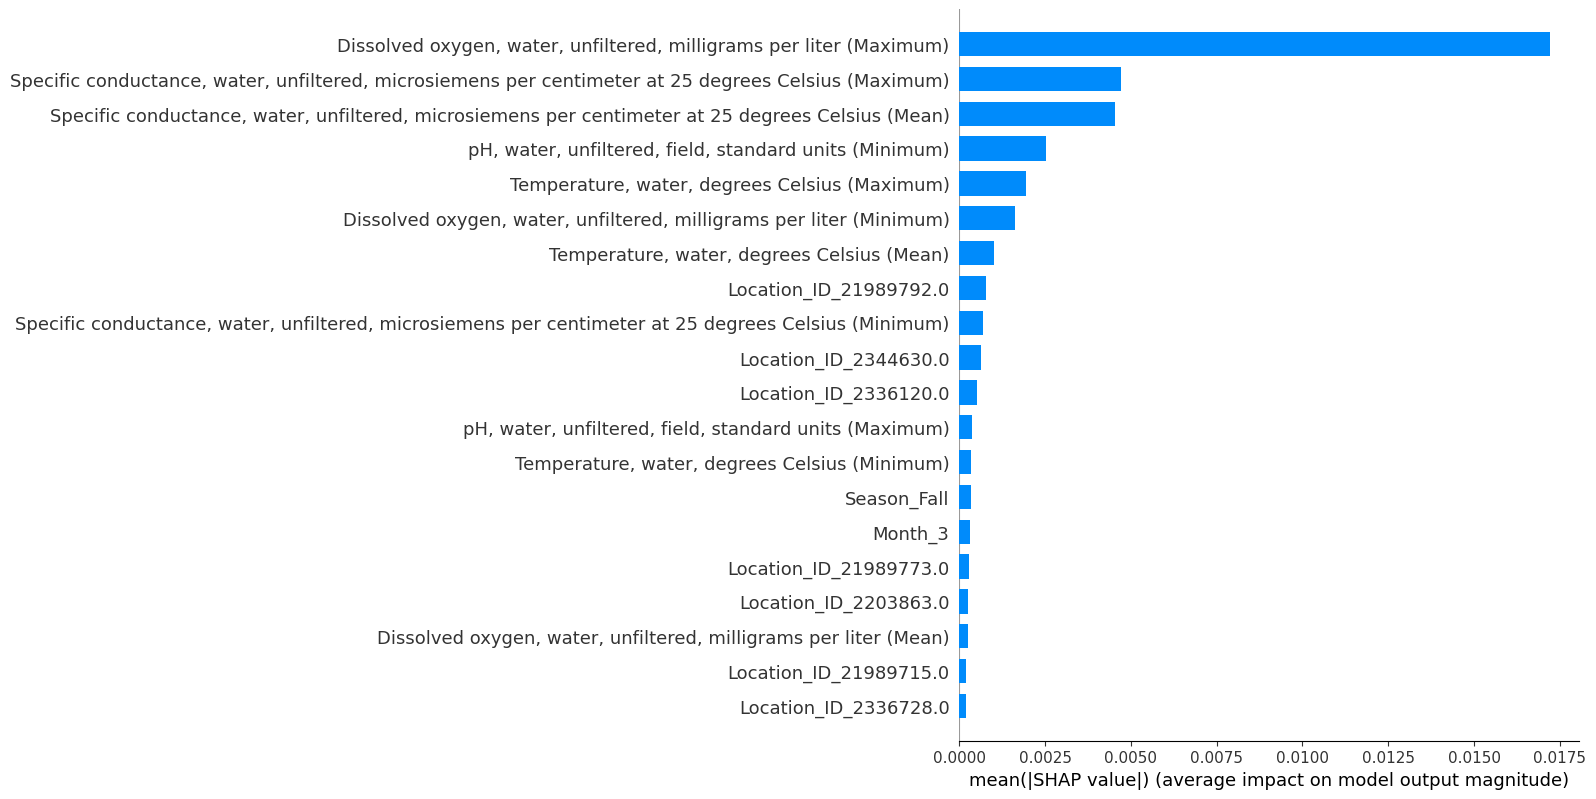 Dissolved oxygen, water, unfiltered, milligrams per liter (Maximum)
Specific conductance, water, unfiltered, microsiemens per centimeter at 25 degrees Celsius (Maximum)
Specific conductance, water, unfiltered, microsiemens per centimeter at 25 degrees Celsius (Mean)
pH, water, unfiltered, field, standard units (Minimum)
Temperature, water, degrees Celsius (Maximum)
Dissolved oxygen, water, unfiltered, milligrams per liter (Minimum)
Temperature, water, degrees Celsius (Mean)
Location_ID_21989792.0
Specific conductance, water, unfiltered, microsiemens per centimeter at 25 degrees Celsius (Minimum)
Location_ID_2344630.0
Location_ID_2336120.0
pH, water, unfiltered, field, standard units (Maximum)
Temperature, water, degrees Celsius (Minimum)
Season_Fall
Month_3
Location_ID_21989773.0
Location_ID_2203863.0
Dissolved oxygen, water, unfiltered, milligrams per liter (Mean)
Location_ID_21989715.0
Location_ID_2336728.0
0.0000 0.0025 0.0050 0.0075 0.0100 0.0125 0.0150 0.0175
mean(|SHAP value|) (average impact on model output magnitude)